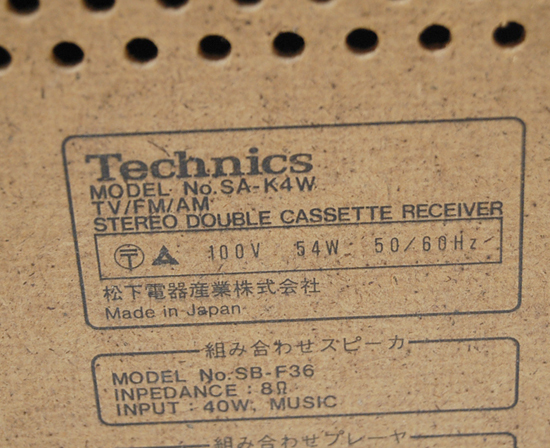 Technics
MODEL No.SA-K4W
TV/FM/AM
STEREO DOUBLE CASSETTE RECEIVER
〒 100V 54W 50/60Hz
松下電器産業株式会社
Made in Japan
組み合わせスピーカ
MODEL No.SB-F36
INPEDANCE : 8Ω
INPUT : 40W, MUSIC
組み合わせプレーヤ